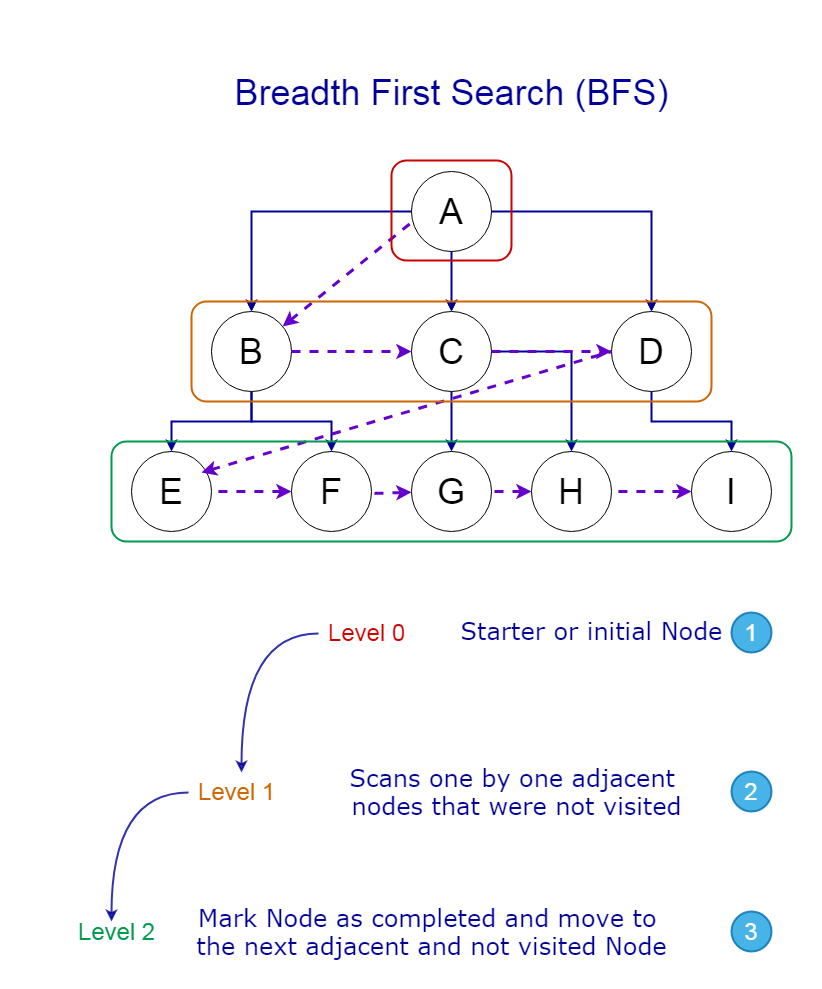 Breadth First Search (BFS)
A
B
C
D
E
F
G
H
I
Level 0
Starter or initial Node
1
Level 1
Scans one by one adjacent
nodes that were not visited
2
Level 2
Mark Node as completed and move to
the next adjacent and not visited Node
3